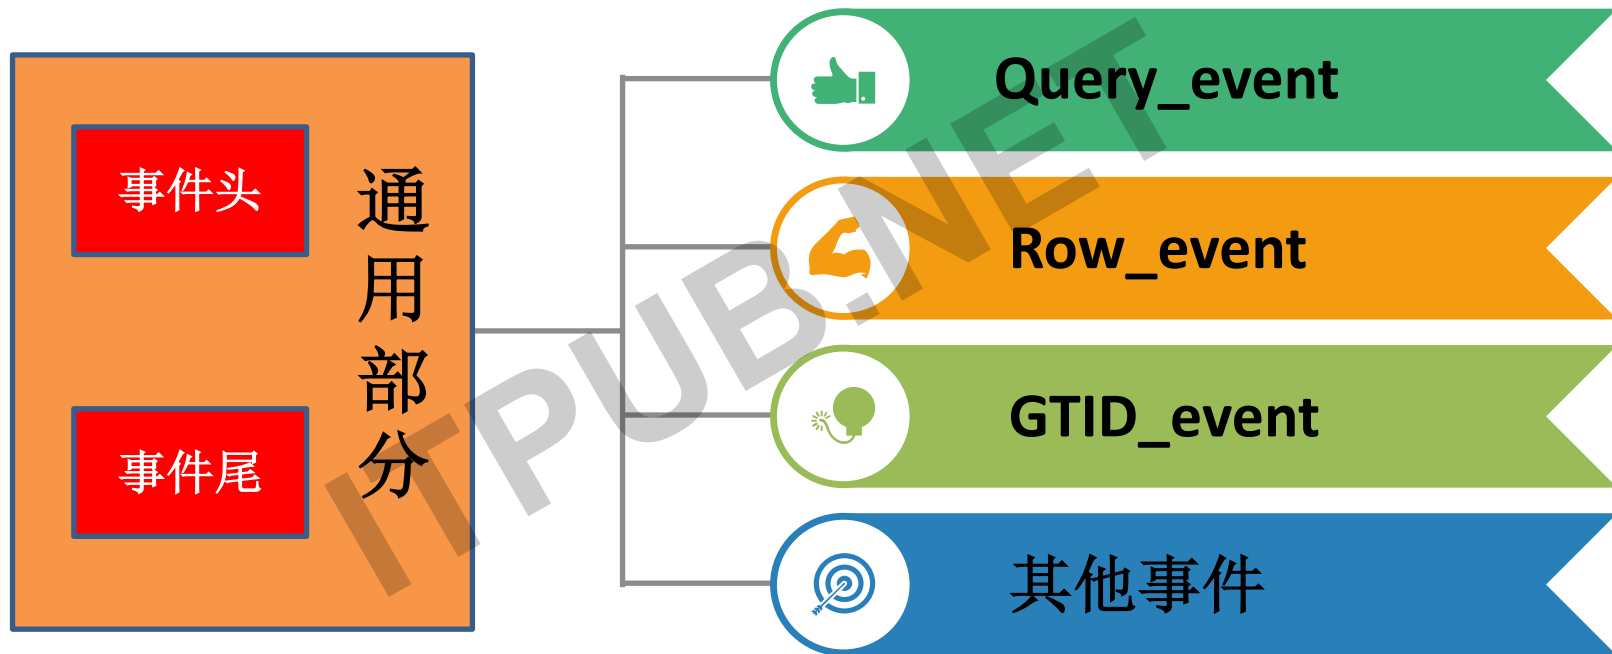 事件头
事件尾
通用部分
Query_event
Row_event
GTID_event
其他事件
ITPUB.NET